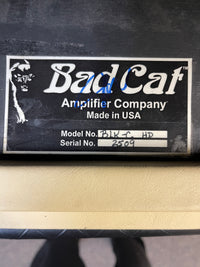 Bad Cat
Amplifier Company
Made in USA
Model No. BLK-C HD
Serial No. 2509